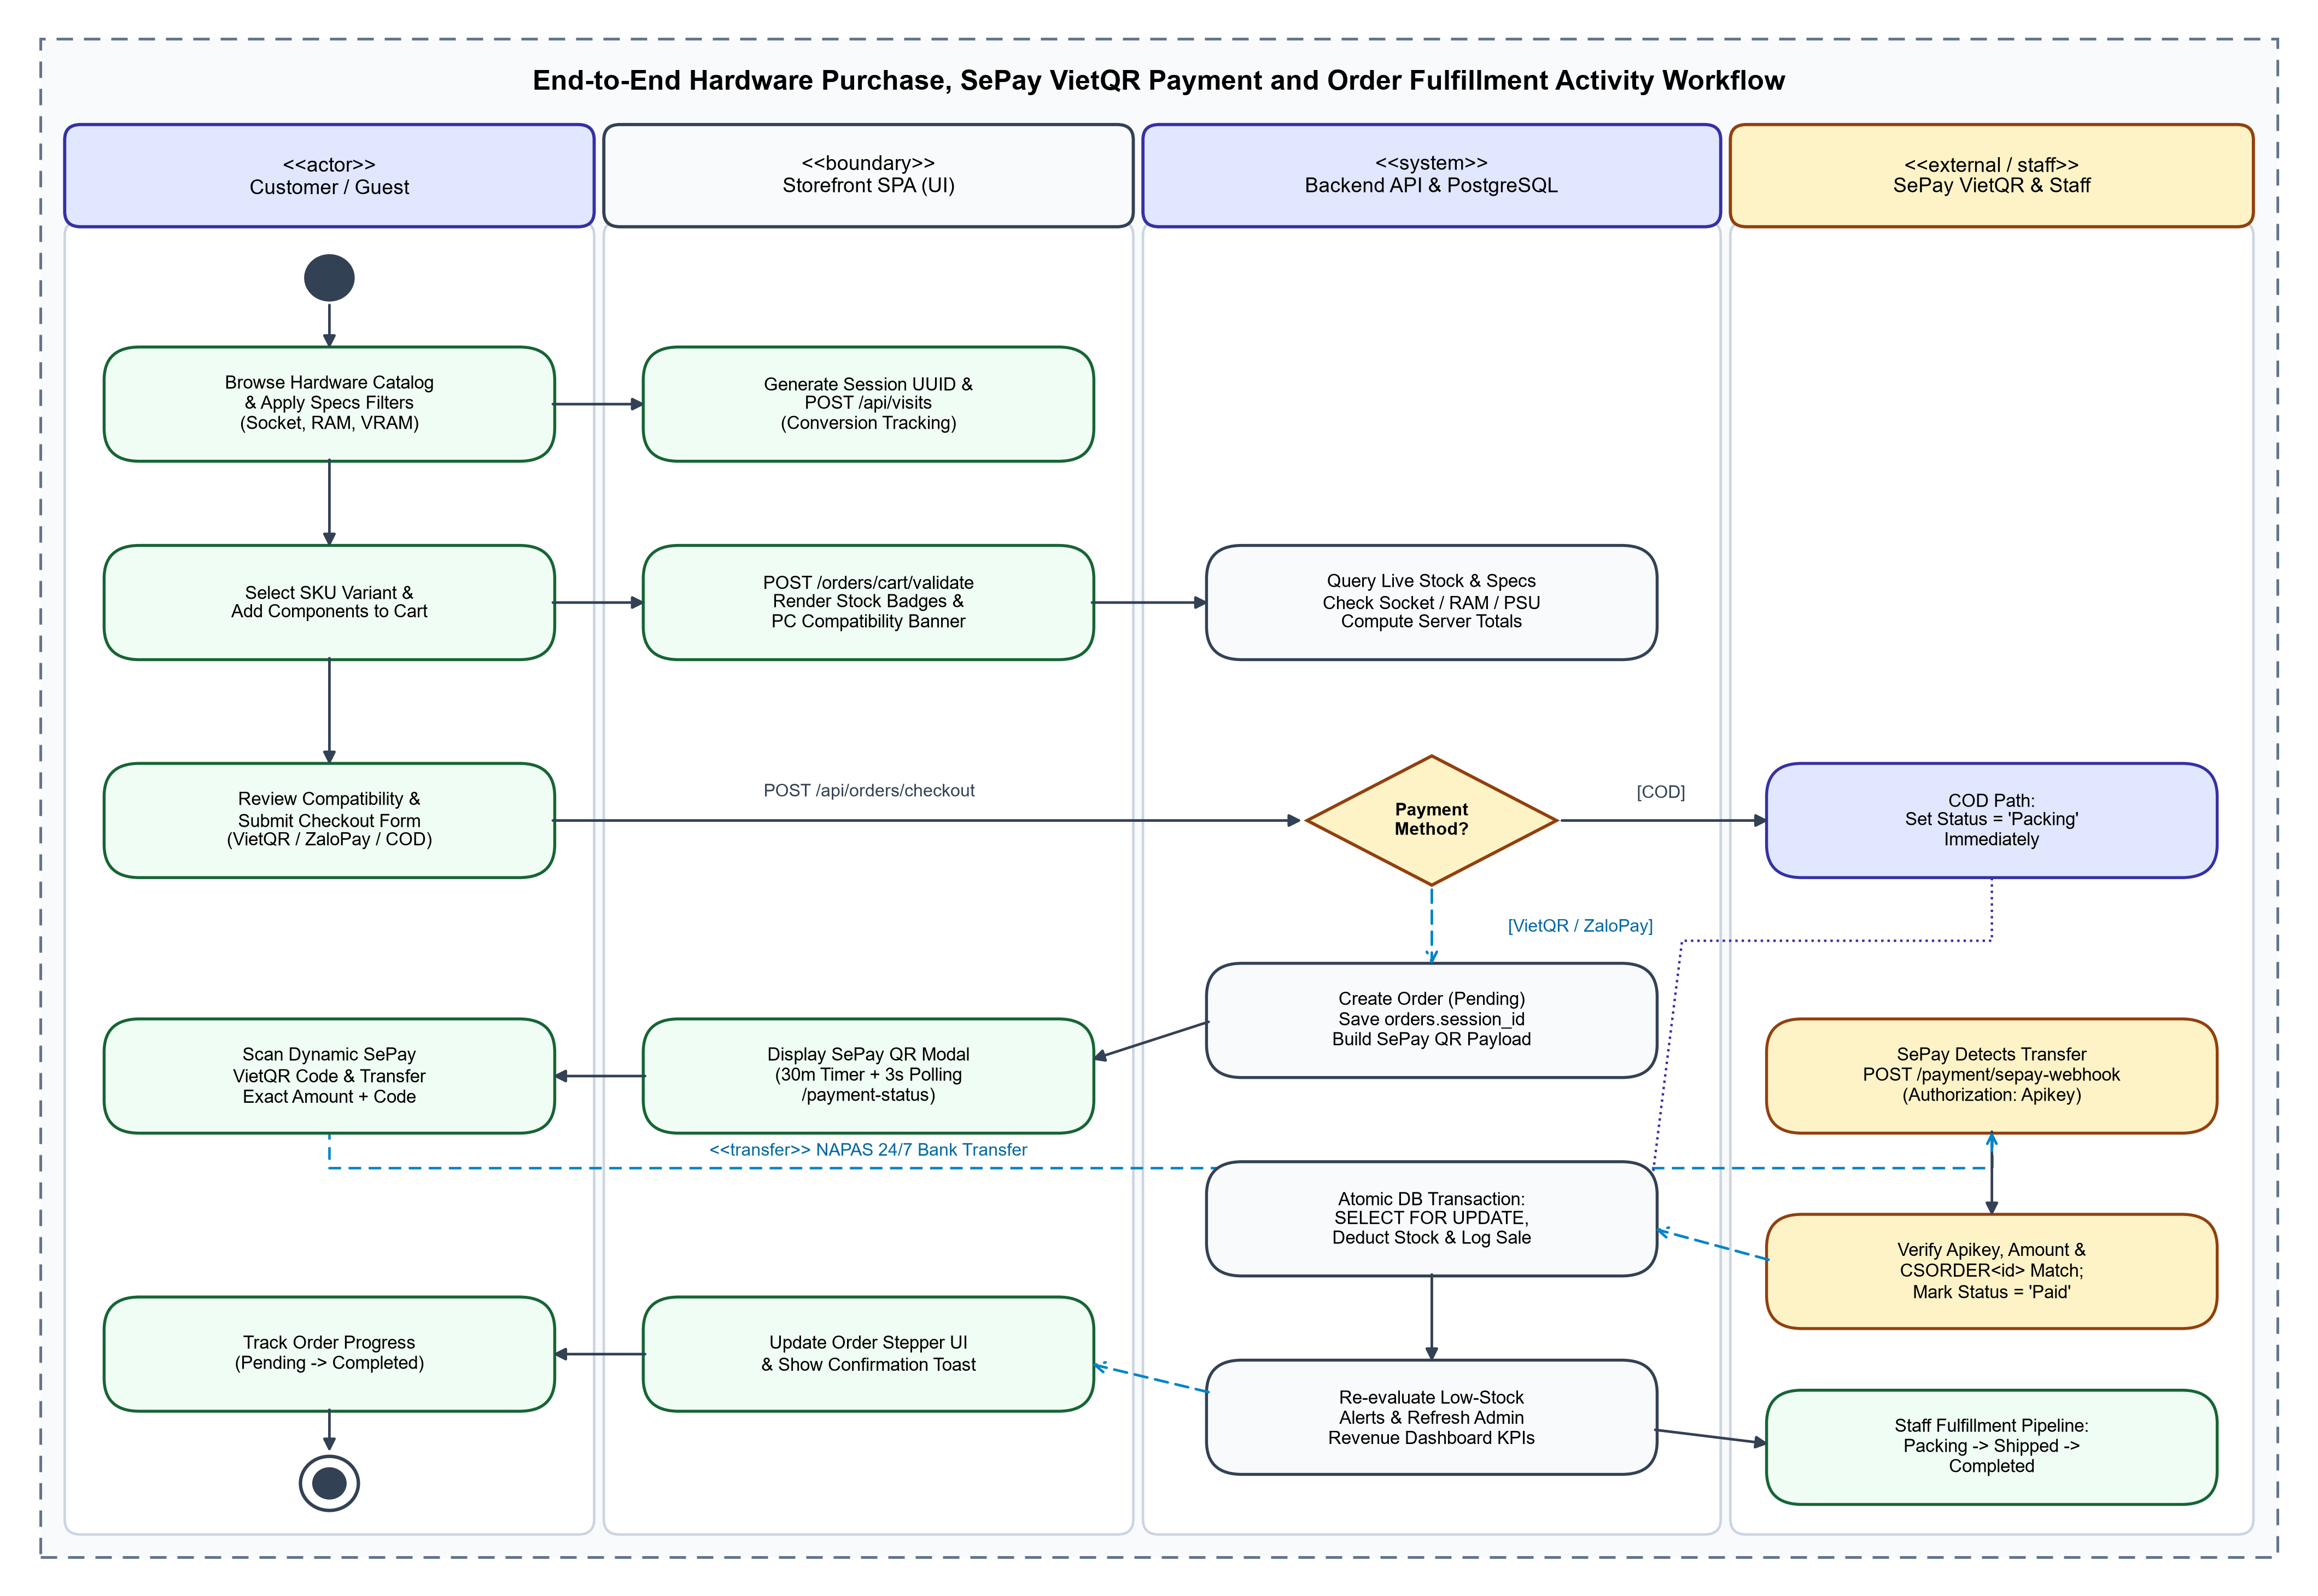 End-to-End Hardware Purchase, SePay VietQR Payment and Order Fulfillment Activity Workflow
<<actor>>
Customer / Guest
<<boundary>>
Storefront SPA (UI)
<<system>>
Backend API & PostgreSQL
<<external / staff>>
SePay VietQR & Staff
Browse Hardware Catalog
& Apply Specs Filters
(Socket, RAM, VRAM)
Generate Session UUID &
POST /api/visits
(Conversion Tracking)
Select SKU Variant &
Add Components to Cart
POST /orders/cart/validate
Render Stock Badges &
PC Compatibility Banner
Query Live Stock & Specs
Check Socket / RAM / PSU
Compute Server Totals
Review Compatibility &
Submit Checkout Form
(VietQR / ZaloPay / COD)
POST /api/orders/checkout
Payment
Method?
[COD]
COD Path:
Set Status = 'Packing'
Immediately
[VietQR / ZaloPay]
Create Order (Pending)
Save orders.session_id
Build SePay QR Payload
Scan Dynamic SePay
VietQR Code & Transfer
Exact Amount + Code
Display SePay QR Modal
(30m Timer + 3s Polling
/payment-status)
SePay Detects Transfer
POST /payment/sepay-webhook
(Authorization: Apikey)
<<transfer>> NAPAS 24/7 Bank Transfer
Atomic DB Transaction:
SELECT FOR UPDATE,
Deduct Stock & Log Sale
Verify Apikey, Amount &
CSORDER<id> Match;
Mark Status = 'Paid'
Track Order Progress
(Pending -> Completed)
Update Order Stepper UI
& Show Confirmation Toast
Re-evaluate Low-Stock
Alerts & Refresh Admin
Revenue Dashboard KPIs
Staff Fulfillment Pipeline:
Packing -> Shipped ->
Completed